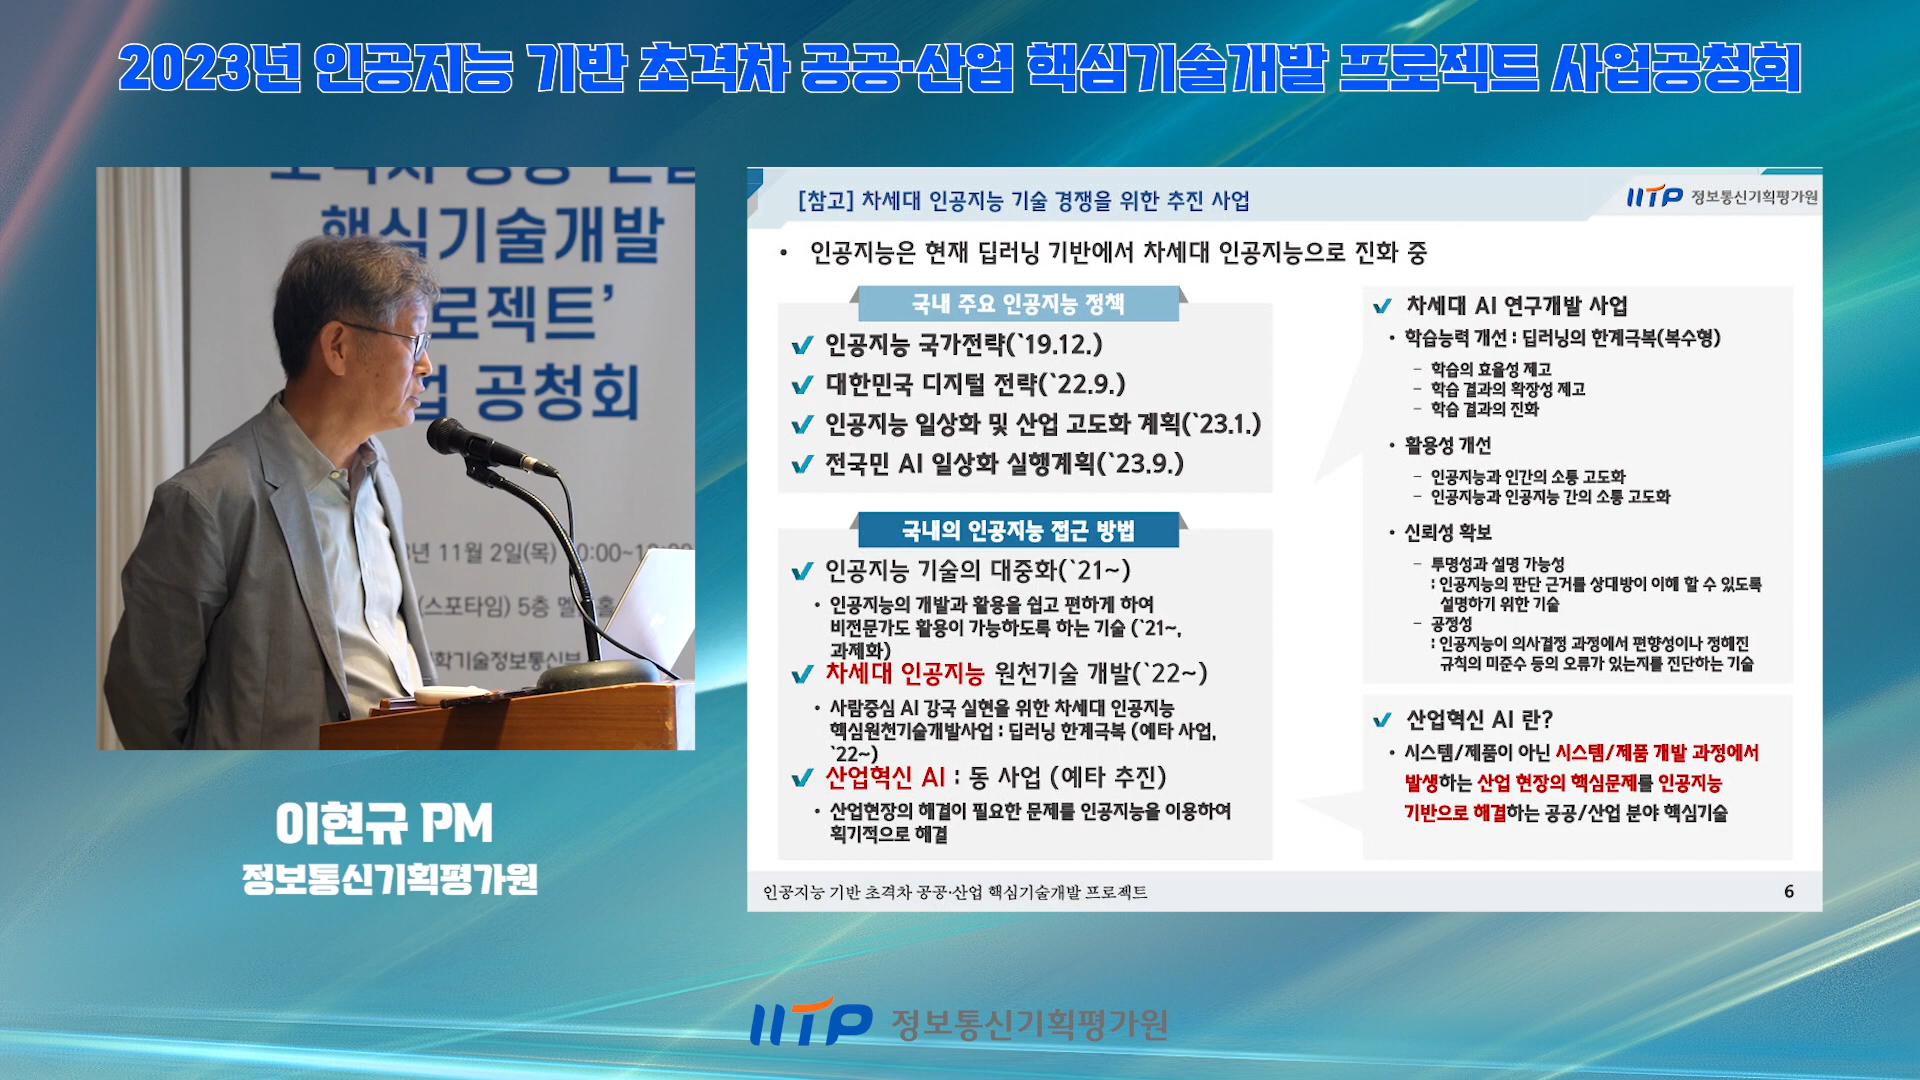 2023년 인공지능 기반 초격차 공공·산업 핵심기술개발 프로젝트 사업공청회
핵심기술개발
로젝트’
업 공청회
년 11월 2일(목)
(스포타임) 5층
학기술정보통신부
이현규 PM
정보통신기획평가원
[참고] 차세대 인공지능 기술 경쟁을 위한 추진 사업
IITP 정보통신기획평가원
• 인공지능은 현재 딥러닝 기반에서 차세대 인공지능으로 진화 중
국내 주요 인공지능 정책
✔ 인공지능 국가전략(`19.12.)
✔ 대한민국 디지털 전략(`22.9.)
✔ 인공지능 일상화 및 산업 고도화 계획(`23.1.)
✔ 전국민 AI 일상화 실행계획(`23.9.)
국내의 인공지능 접근 방법
✔ 인공지능 기술의 대중화(`21~)
• 인공지능의 개발과 활용을 쉽고 편하게 하여
비전문가도 활용이 가능하도록 하는 기술 (`21~,
과제화)
✔ 차세대 인공지능 원천기술 개발(`22~)
• 사람중심 AI 강국 실현을 위한 차세대 인공지능
핵심원천기술개발사업 : 딥러닝 한계극복 (예타 사업,
`22~)
✔ 산업혁신 AI : 동 사업 (예타 추진)
• 산업현장의 해결이 필요한 문제를 인공지능을 이용하여
획기적으로 해결
✔ 차세대 AI 연구개발 사업
• 학습능력 개선 : 딥러닝의 한계극복(복수형)
– 학습의 효율성 제고
– 학습 결과의 확장성 제고
– 학습 결과의 진화
• 활용성 개선
– 인공지능과 인간의 소통 고도화
– 인공지능과 인공지능 간의 소통 고도화
• 신뢰성 확보
– 투명성과 설명 가능성
: 인공지능의 판단 근거를 상대방이 이해 할 수 있도록
설명하기 위한 기술
– 공정성
: 인공지능이 의사결정 과정에서 편향성이나 정해진
규칙의 미준수 등의 오류가 있는지를 진단하는 기술
✔ 산업혁신 AI 란?
• 시스템/제품이 아닌 시스템/제품 개발 과정에서
발생하는 산업 현장의 핵심문제를 인공지능
기반으로 해결하는 공공/산업 분야 핵심기술
인공지능 기반 초격차 공공·산업 핵심기술개발 프로젝트
6
IITP 정보통신기획평가원